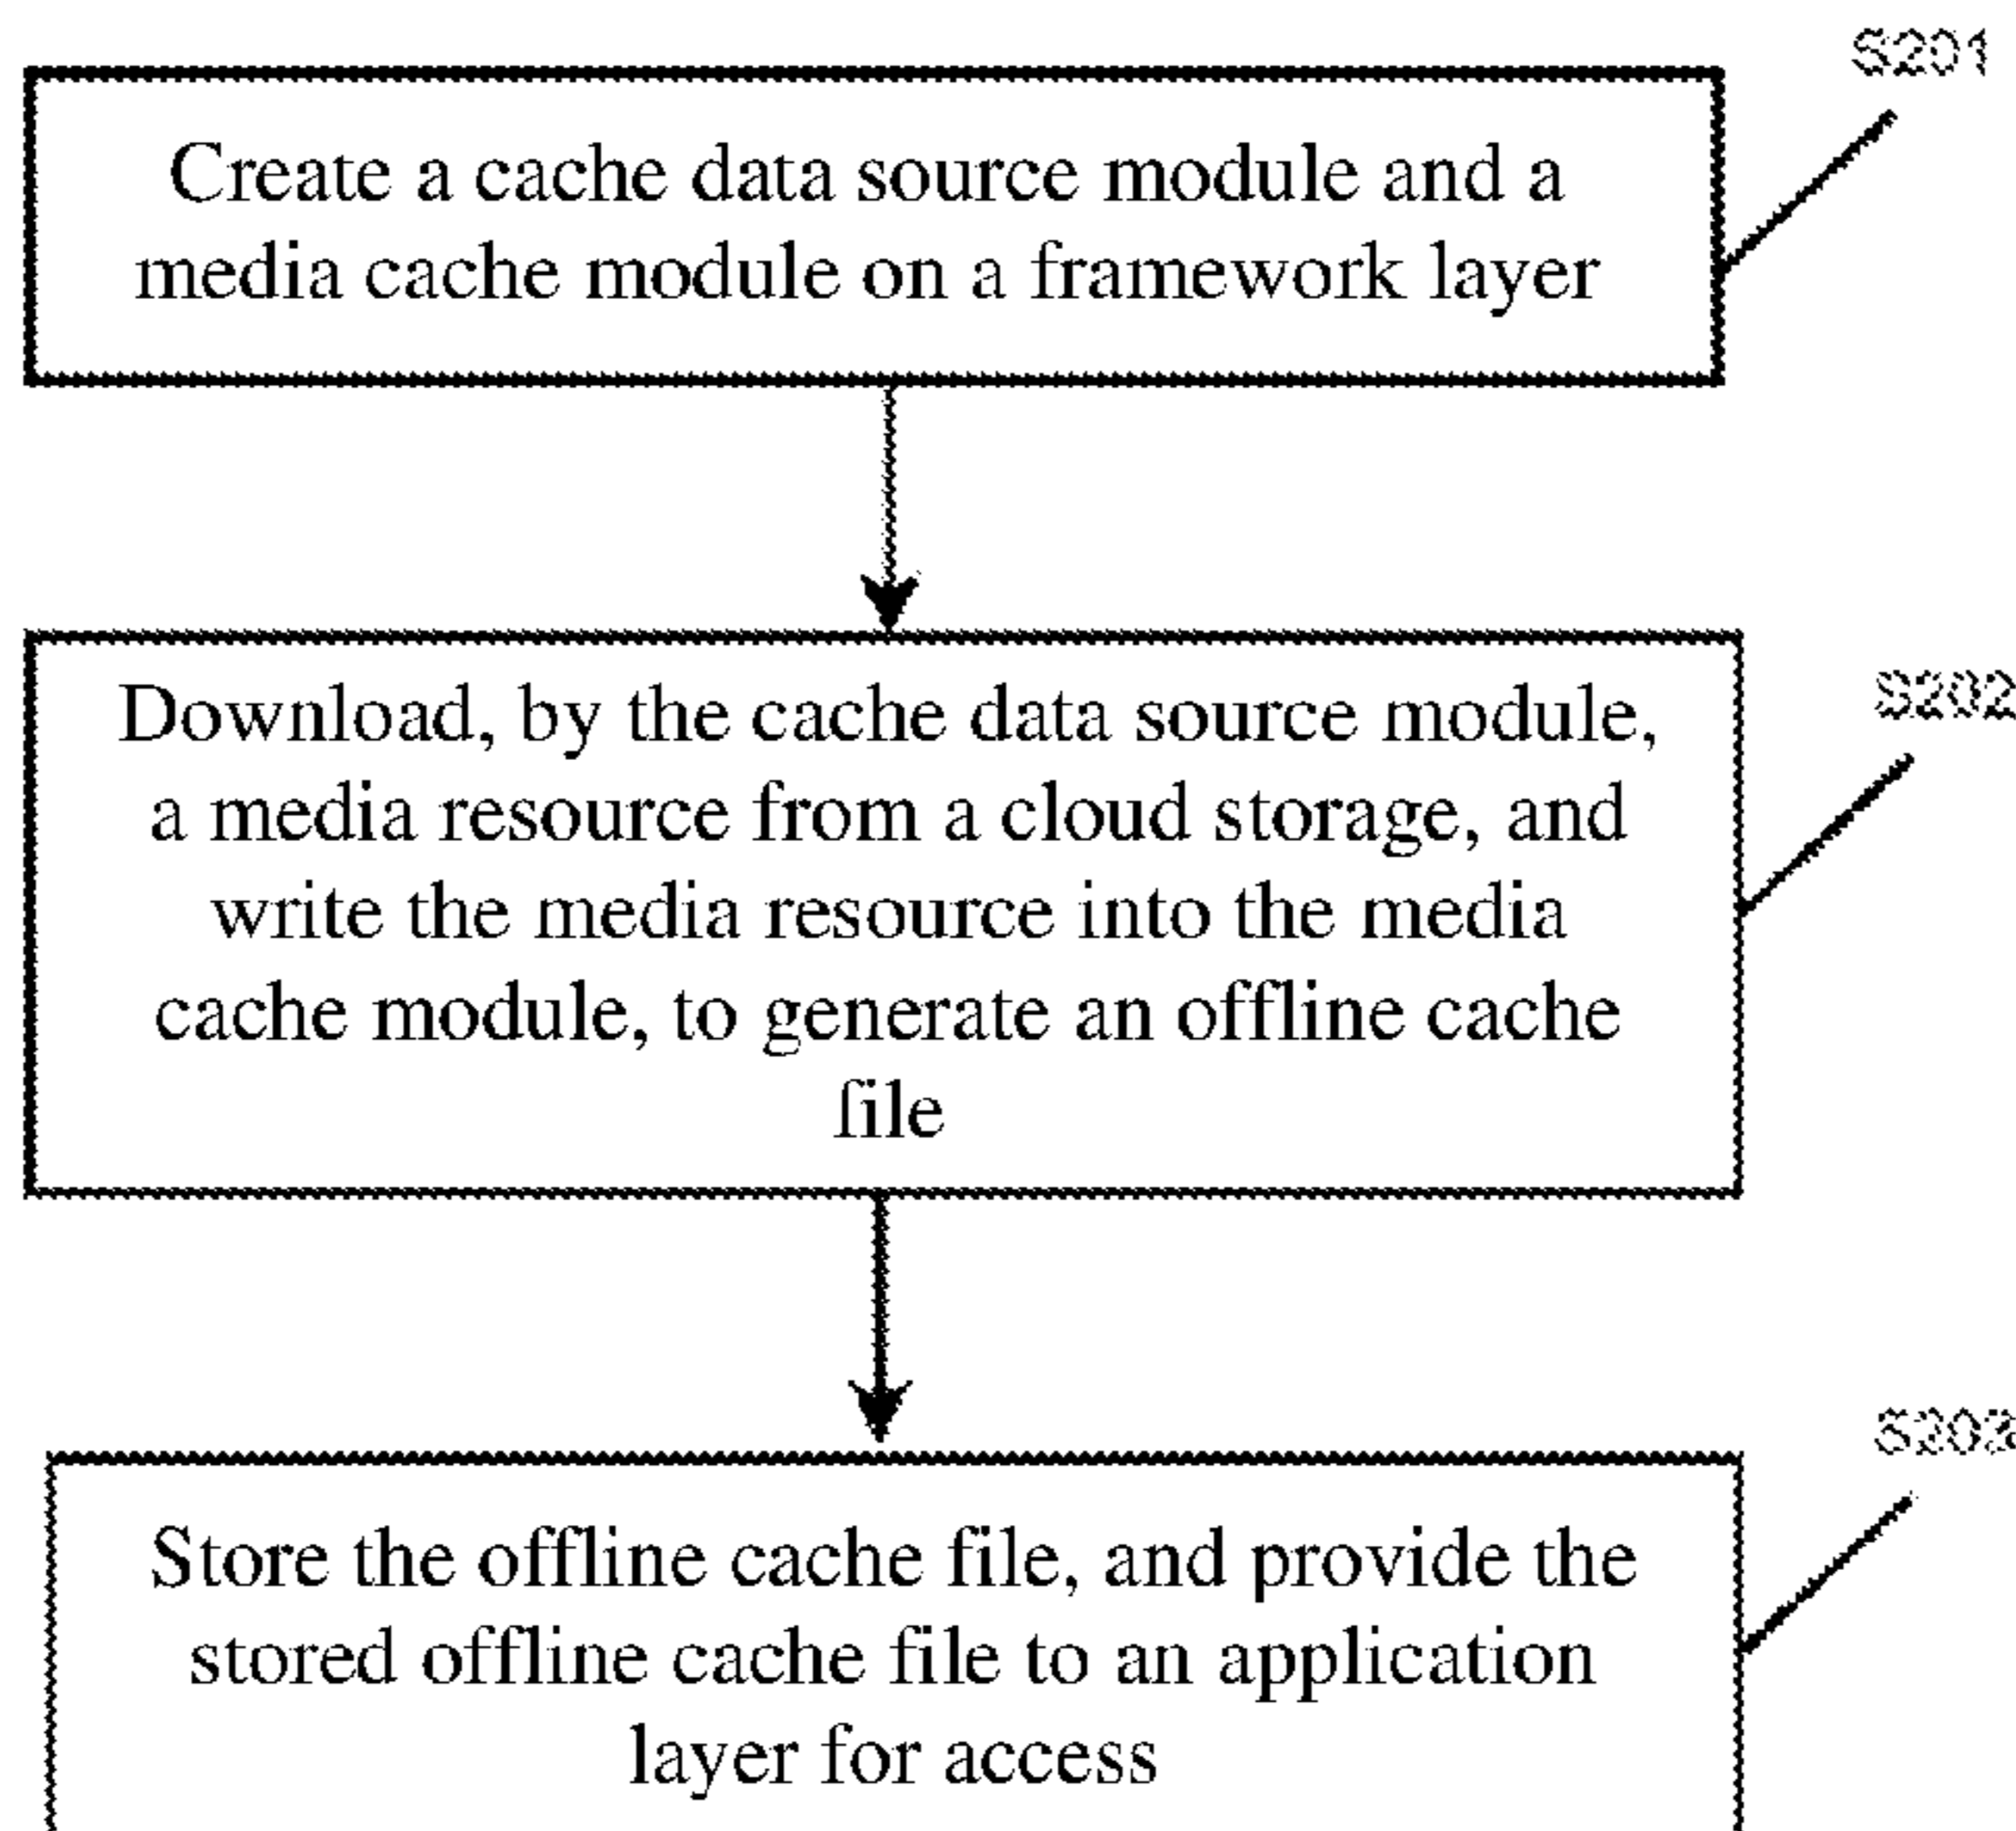 S201
Create a cache data source module and a
media cache module on a framework layer
S202
Download, by the cache data source module,
a media resource from a cloud storage, and
write the media resource into the media
cache module, to generate an offline cache
file
S203
Store the offline cache file, and provide the
stored offline cache file to an application
layer for access